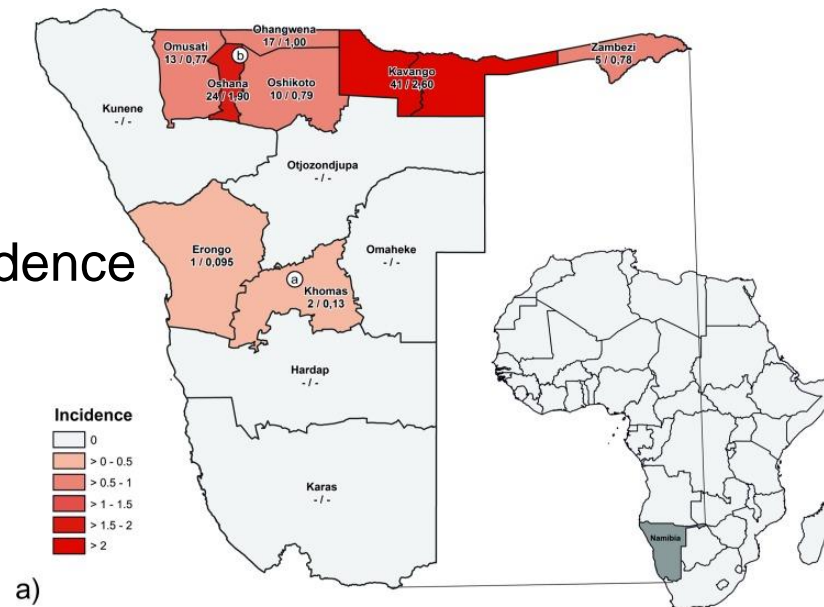 Ohangwena
17 / 1,00
Omusati
13 / 0,77
b
Zambezi
5 / 0,78
Kavango
41 / 2,60
Oshana
24 / 1,90
Oshikoto
10 / 0,79
Kunene
- / -
Otjozondjupa
- / -
dence
Erongo
1 / 0,095
Omaheke
- / -
a
Khomas
2 / 0,13
Hardap
- / -
Incidence
0
> 0 - 0.5
> 0.5 - 1
> 1 - 1.5
> 1.5 - 2
> 2
Karas
- / -
Namibia
a)